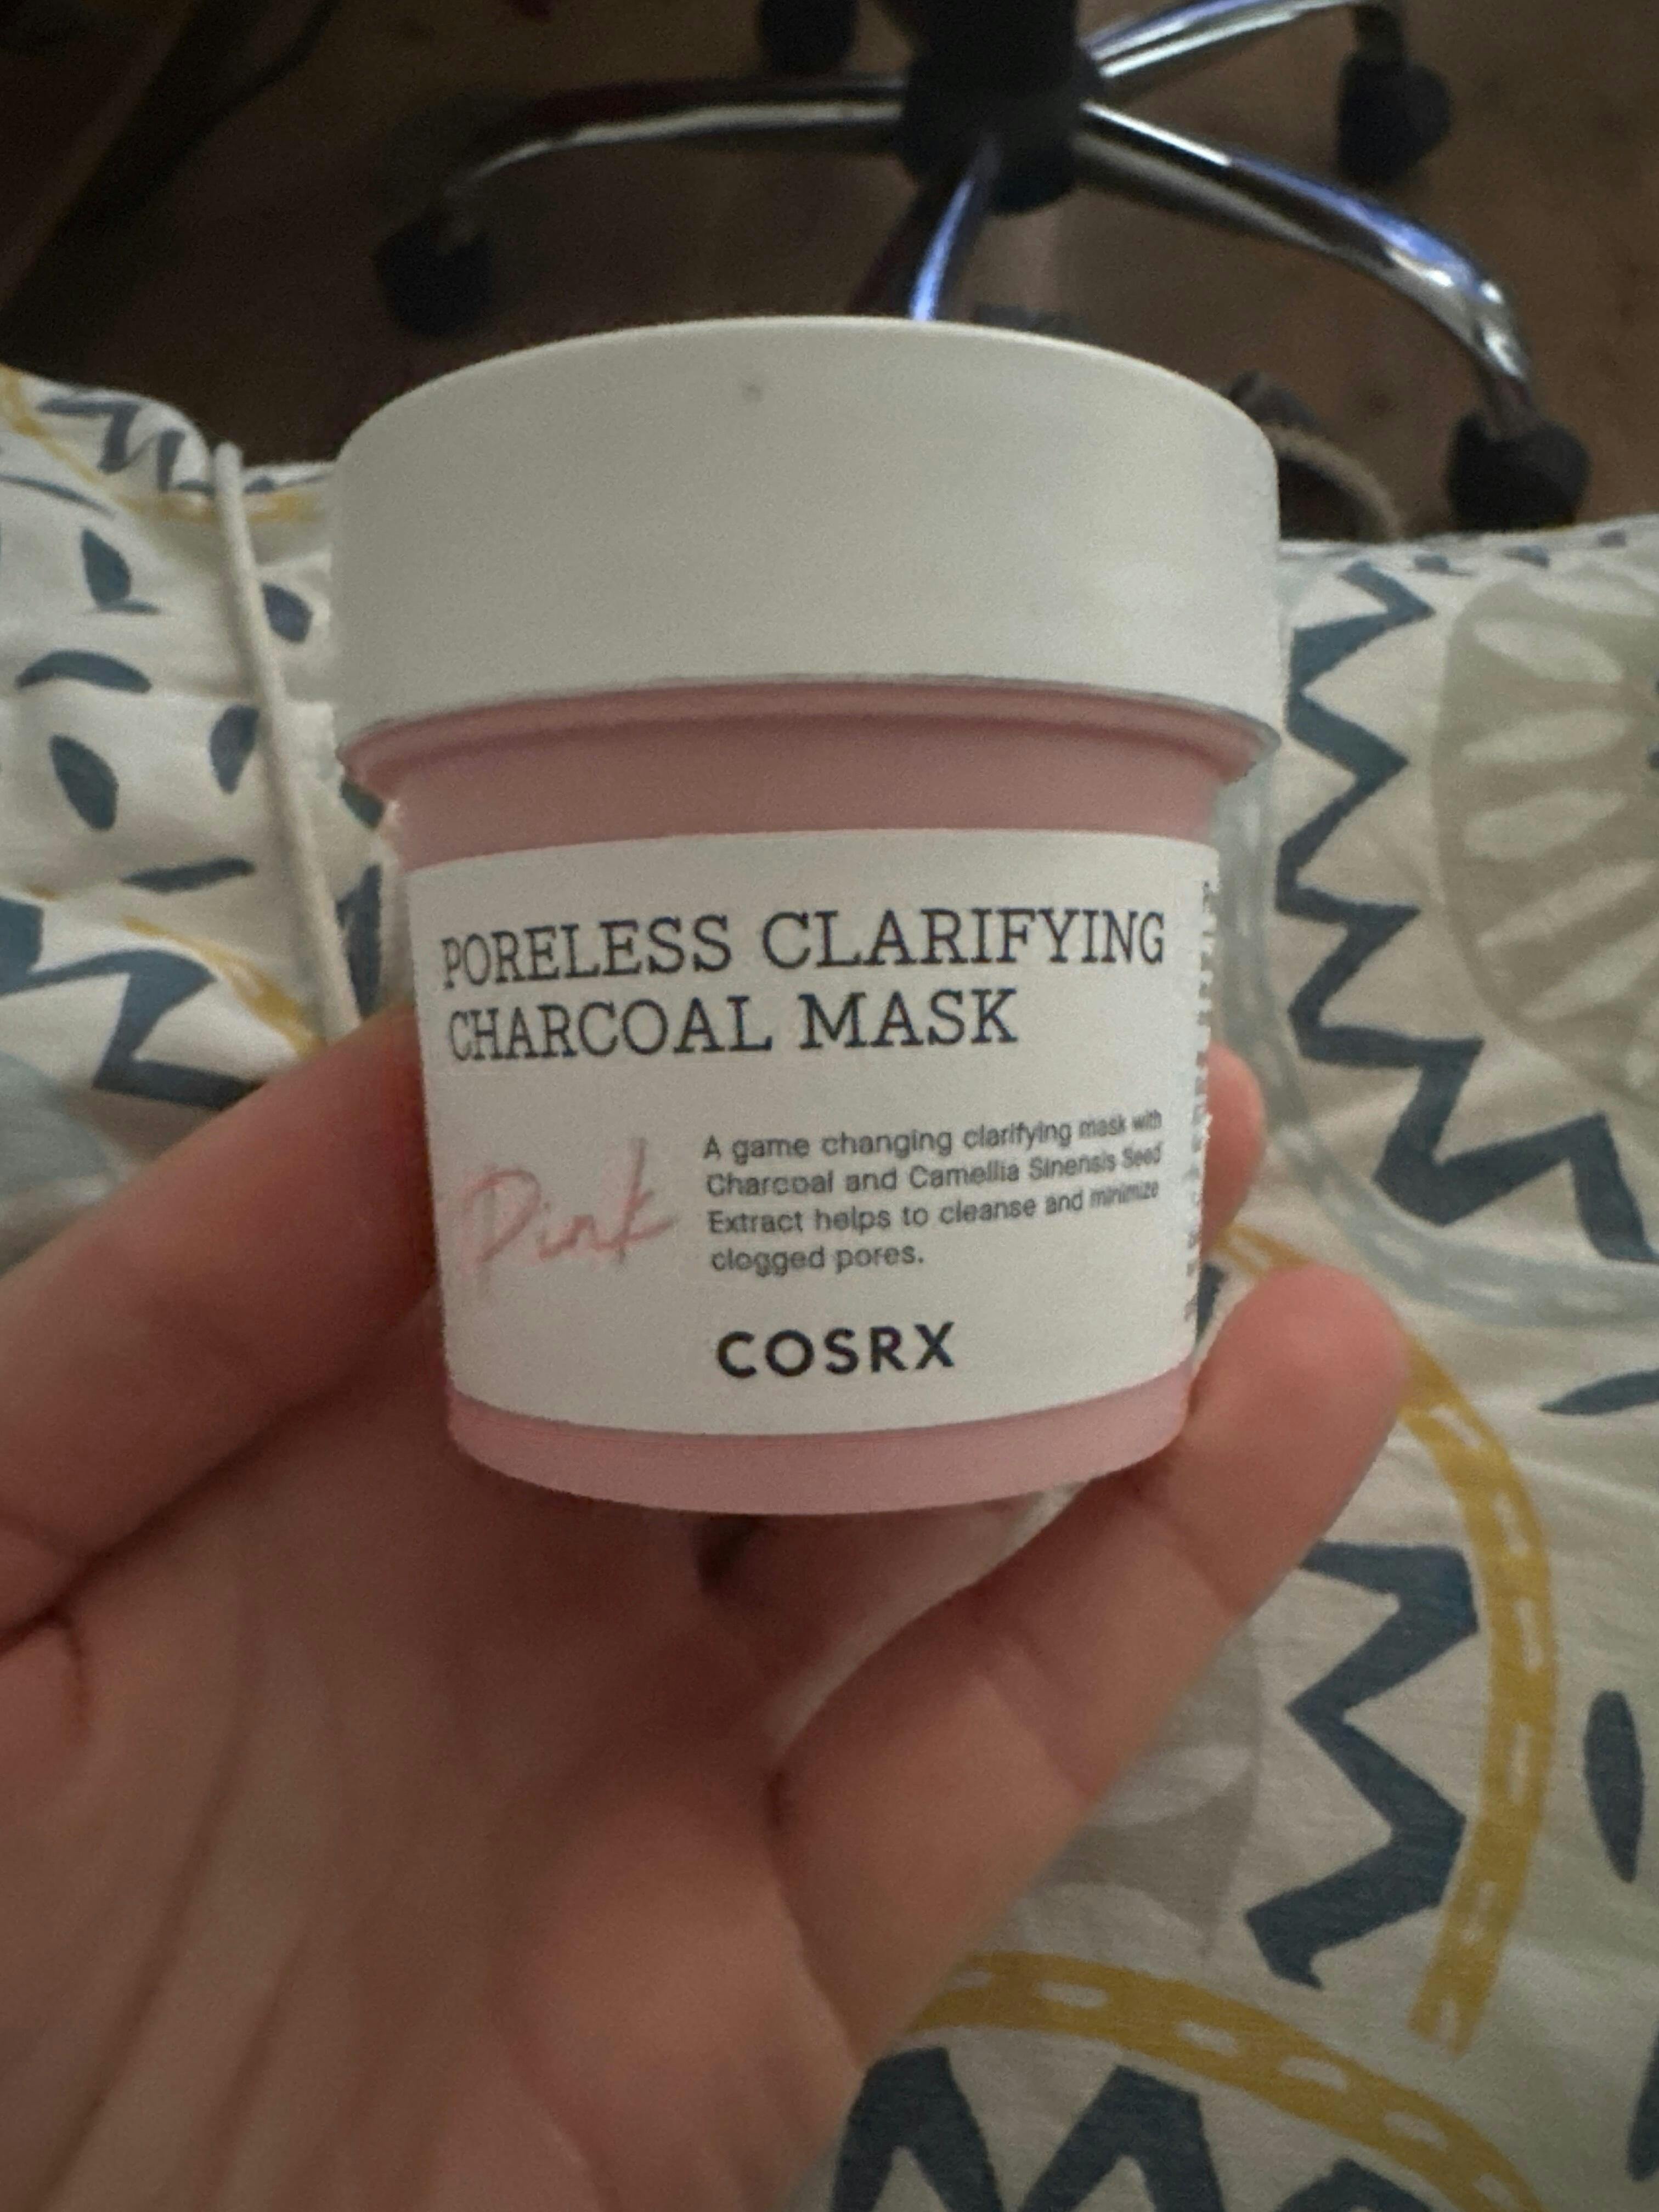 PORELESS CLARIFYING
CHARCOAL MASK
Pink
A game changing clarifying mask with
Charcoal and Camellia Sinensis Seed
Extract helps to cleanse and minimize
clogged pores.
COSRX